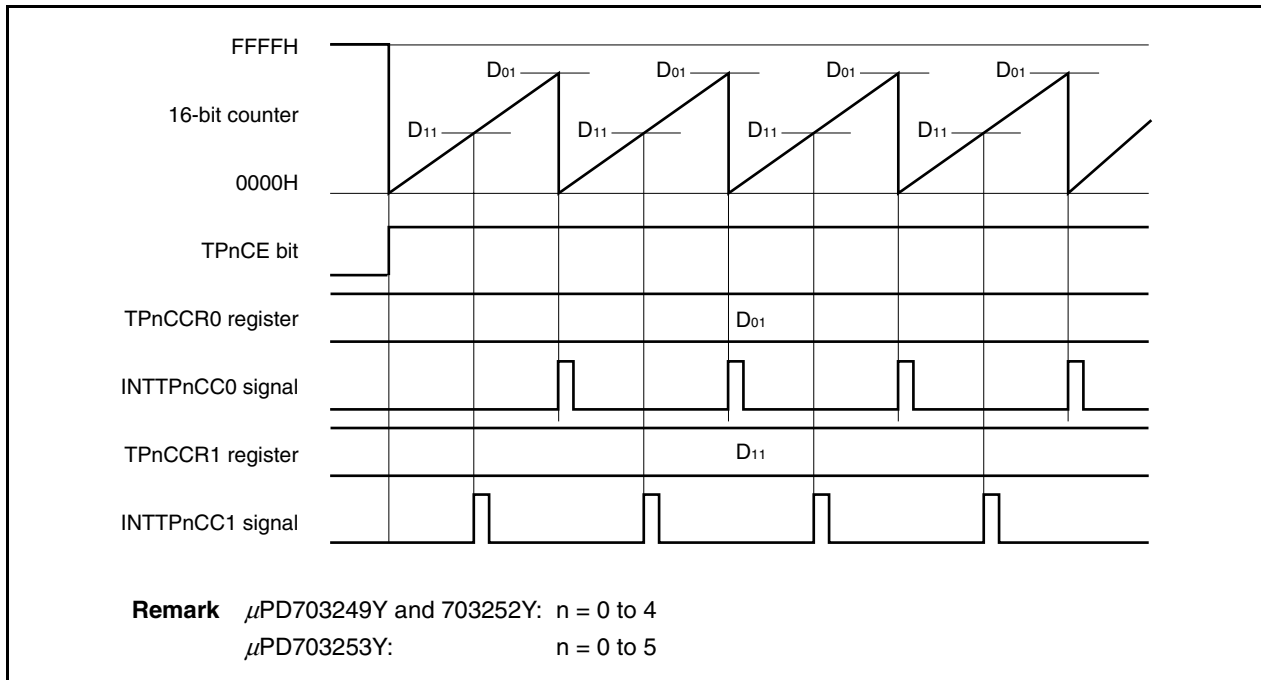 FFFFH
D01 D01 D01 D01
16-bit counter
D11 D11 D11 D11
0000H
TPnCE bit
TPnCCR0 register D01
INTTPnCC0 signal
TPnCCR1 register D11
INTTPnCC1 signal
Remark μPD703249Y and 703252Y: n = 0 to 4
μPD703253Y: n = 0 to 5